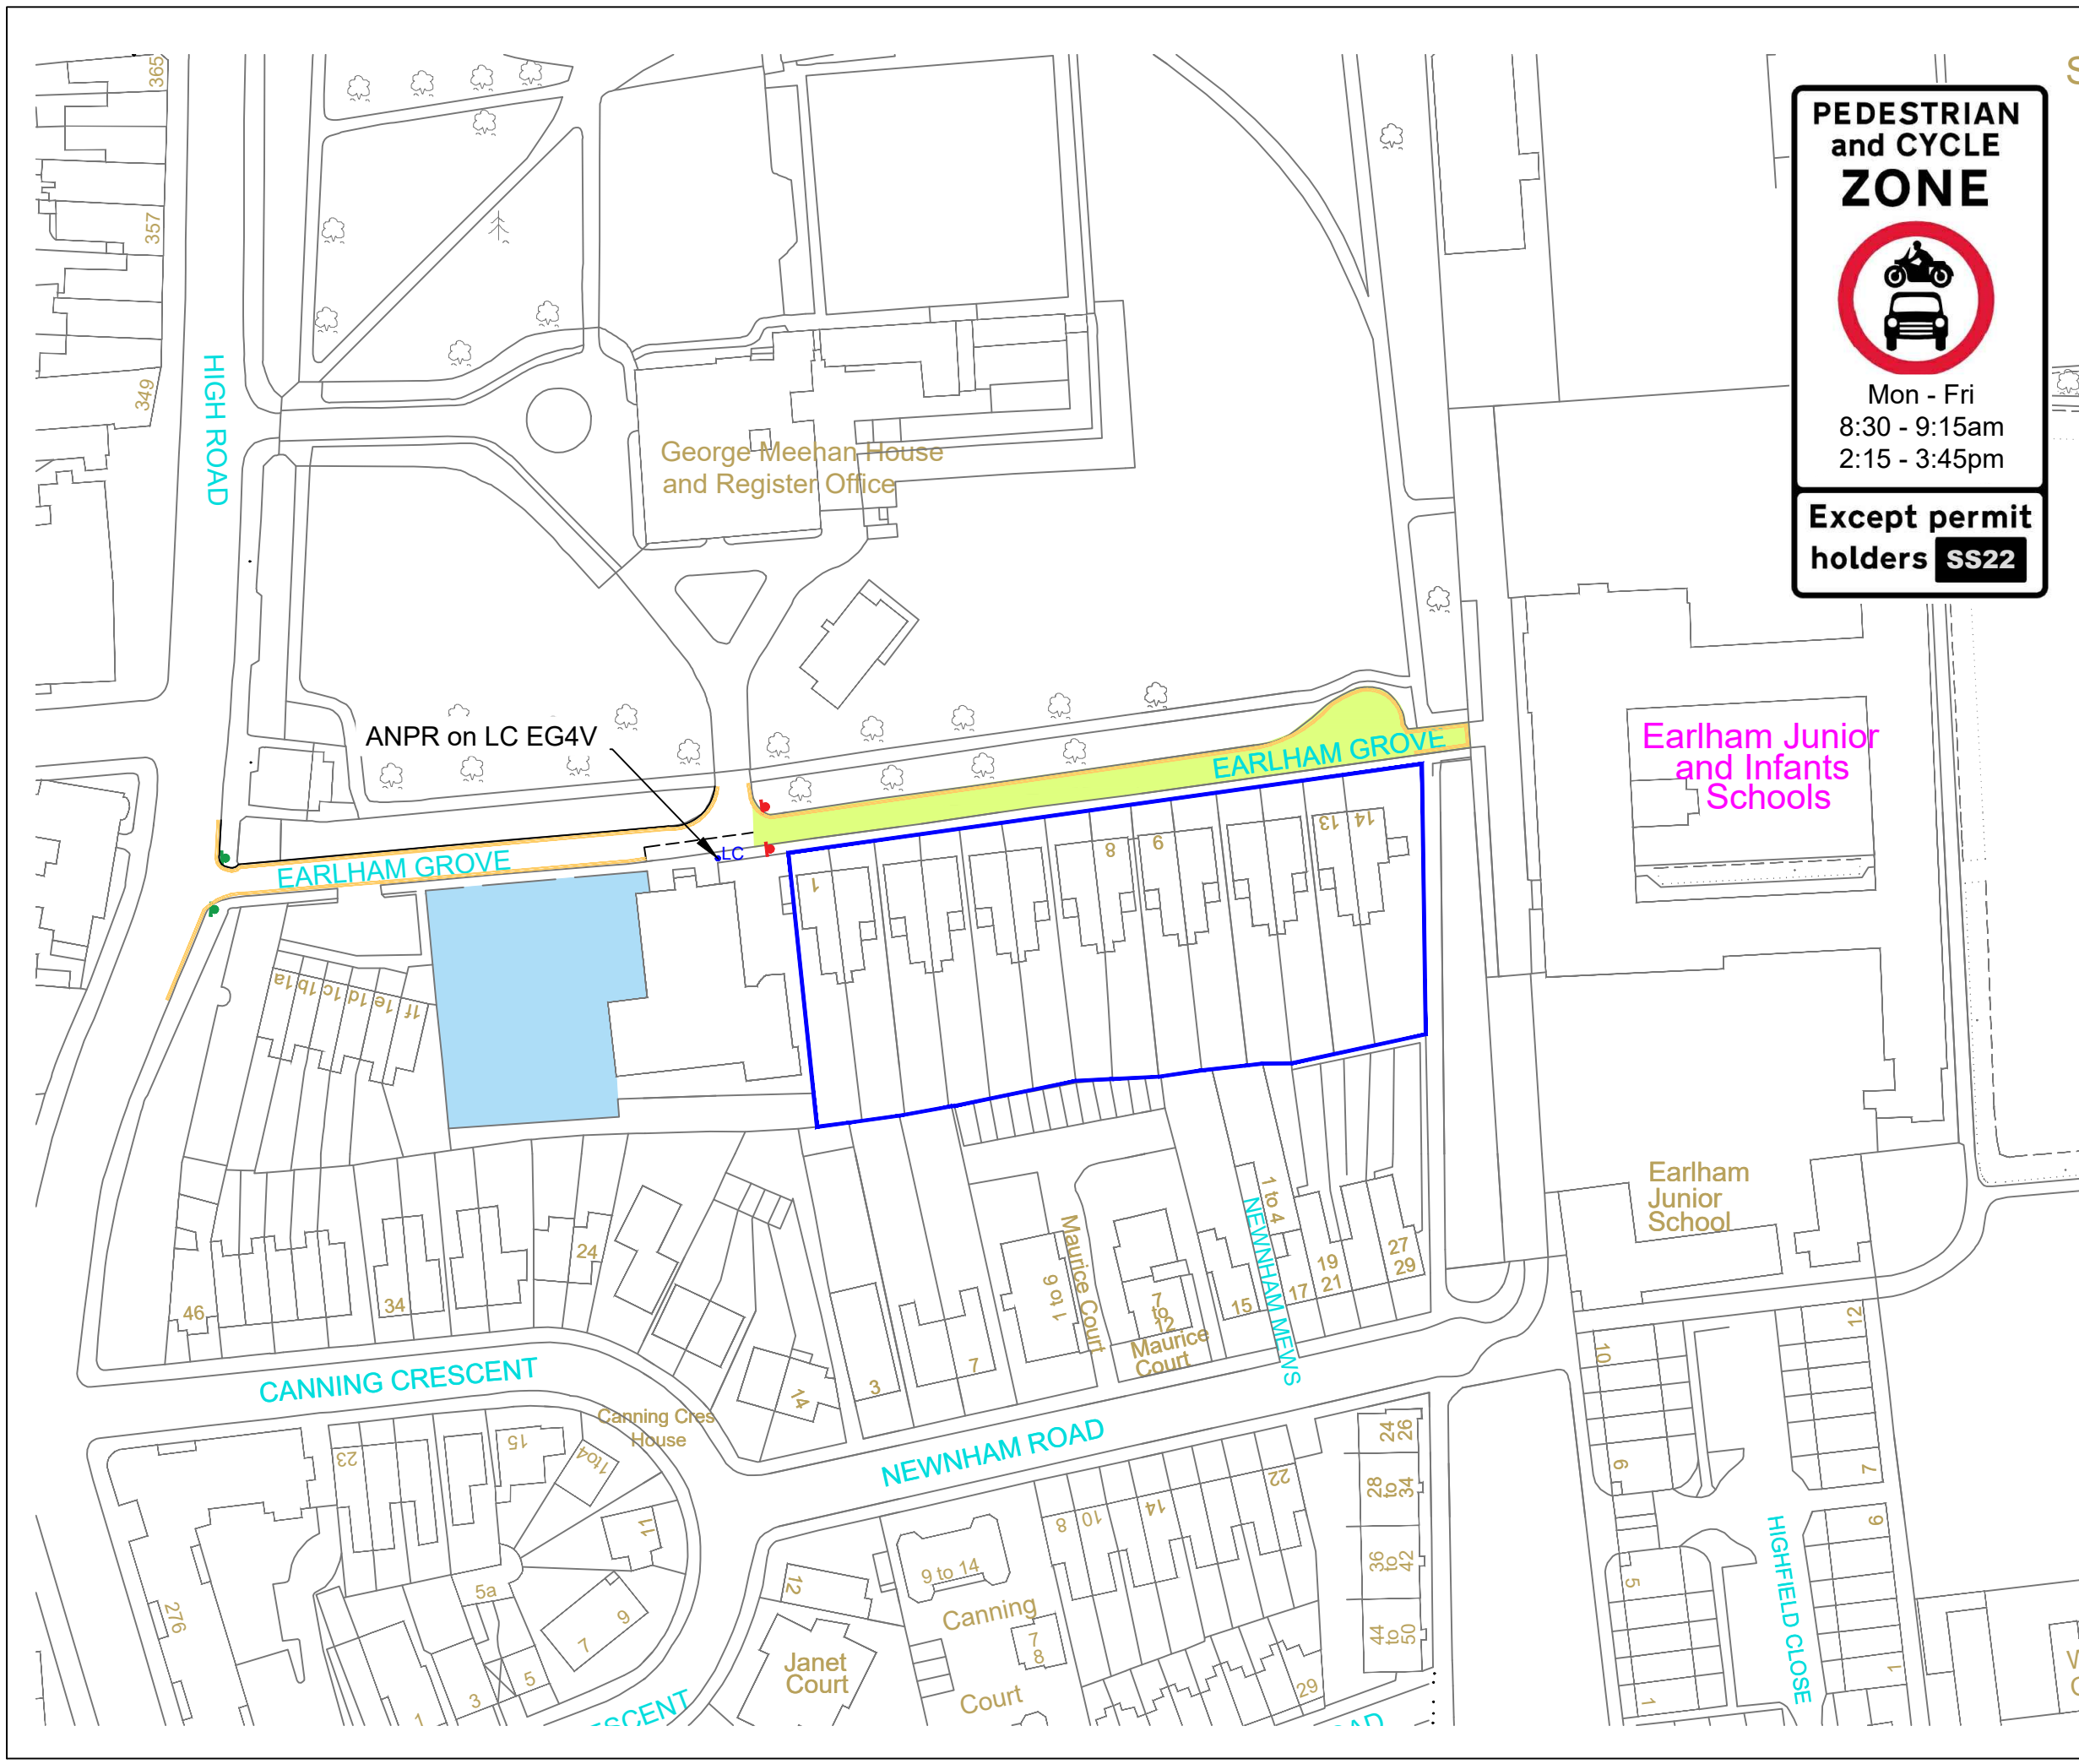 365
357
349
HIGH ROAD
S
PEDESTRIAN
and CYCLE
ZONE
Mon - Fri
8:30 - 9:15am
2:15 - 3:45pm
Except permit
holders SS22
George Meehan House
and Register Office
ANPR on LC EG4V
EARLHAM GROVE
EARLHAM GROVE
LC
Earlham Junior
and Infants
Schools
1
8
9
13
14
1a
1b
1c
1d
1e
1f
Earlham
Junior
School
46
34
24
14
3
7
1 to 6
Maurice Court
7
to
12
Maurice
Court
15
1 to 4
NEWNHAM MEWS
17
19
21
27
29
CANNING CRESCENT
Canning Cres
House
NEWNHAM ROAD
23
15
1to4
11
5a
7
9
3
5
1
276
ESCENT
12
Janet
Court
9 to 14
Canning
7
8
Court
8
10
14
22
29
24
26
28
to
34
36
to
42
44
to
50
AD
10
6
5
1
12
7
6
1
HIGHFIELD CLOSE
W
C